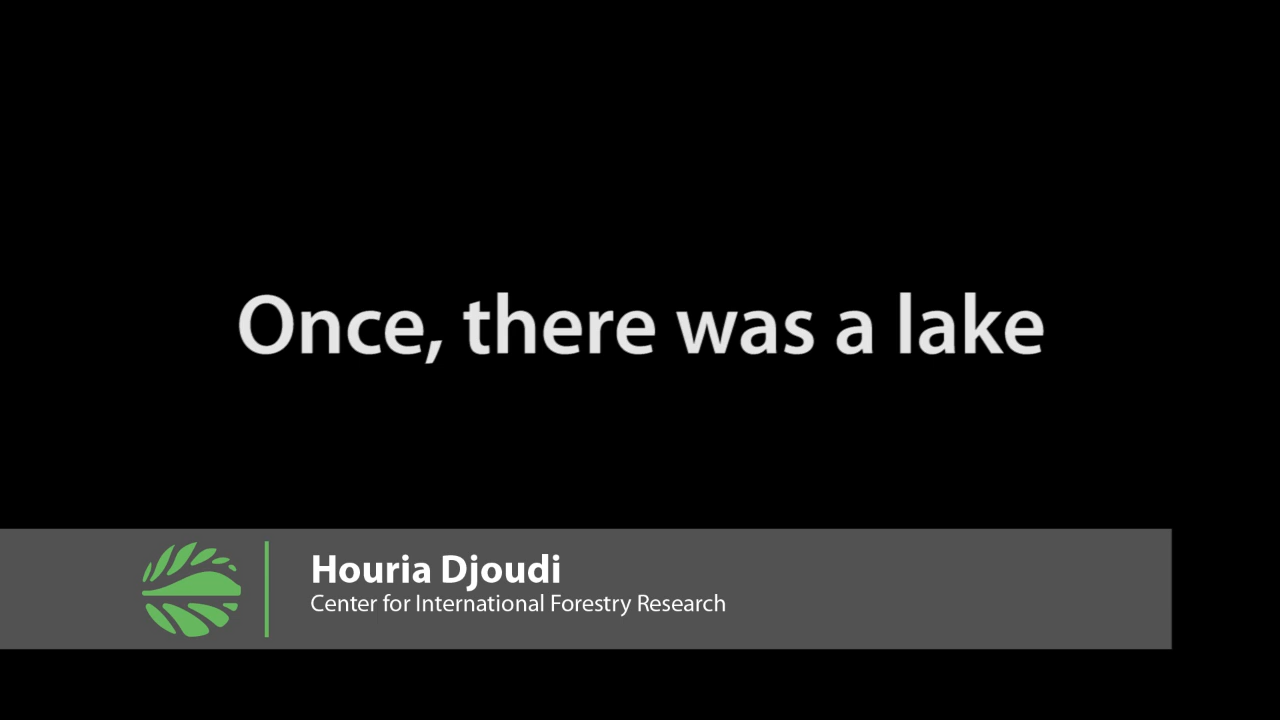 Once, there was a lake
Houria Djoudi
Center for International Forestry Research